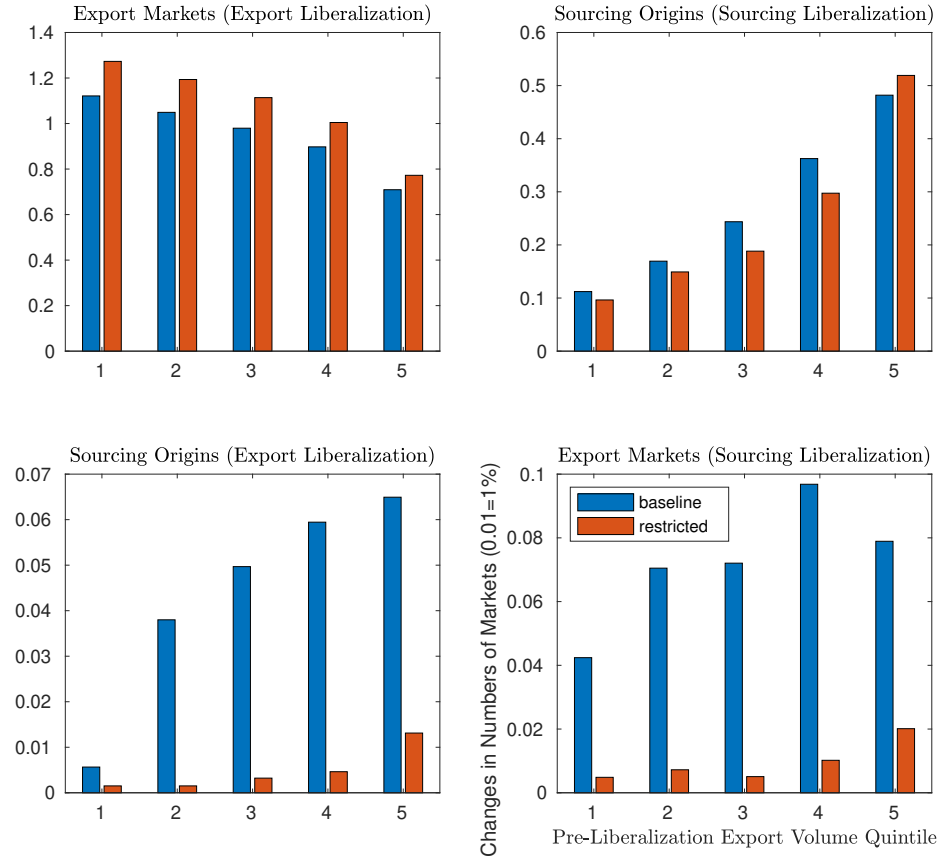 Export Markets (Export Liberalization)
1.4
1.2
1
0.8
0.6
0.4
0.2
0
1 2 3 4 5
Sourcing Origins (Sourcing Liberalization)
0.6
0.5
0.4
0.3
0.2
0.1
0
1 2 3 4 5
Sourcing Origins (Export Liberalization)
0.07
0.06
0.05
0.04
0.03
0.02
0.01
0
1 2 3 4 5
Export Markets (Sourcing Liberalization)
Changes in Numbers of Markets (0.01=1%)
0.1
0.08
0.06
0.04
0.02
0
baseline
restricted
1 2 3 4 5
Pre-Liberalization Export Volume Quintile